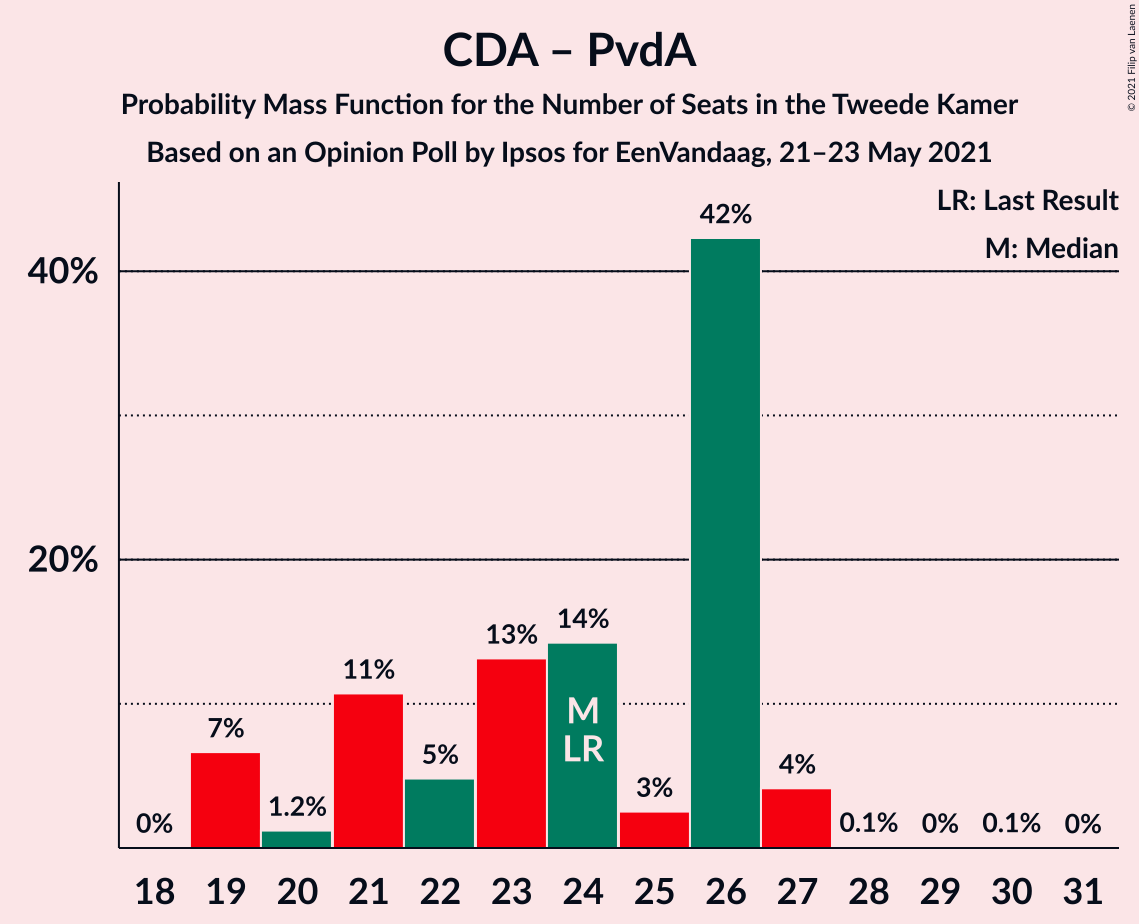 © 2021 Filip van Laenen
CDA – PvdA
Probability Mass Function for the Number of Seats in the Tweede Kamer
Based on an Opinion Poll by Ipsos for EenVandaag, 21–23 May 2021
LR: Last Result
M: Median
40%
20%
0%
7%
1.2%
11%
5%
13%
14%
M
LR
3%
42%
4%
0.1%
0%
0.1%
0%
18 19 20 21 22 23 24 25 26 27 28 29 30 31